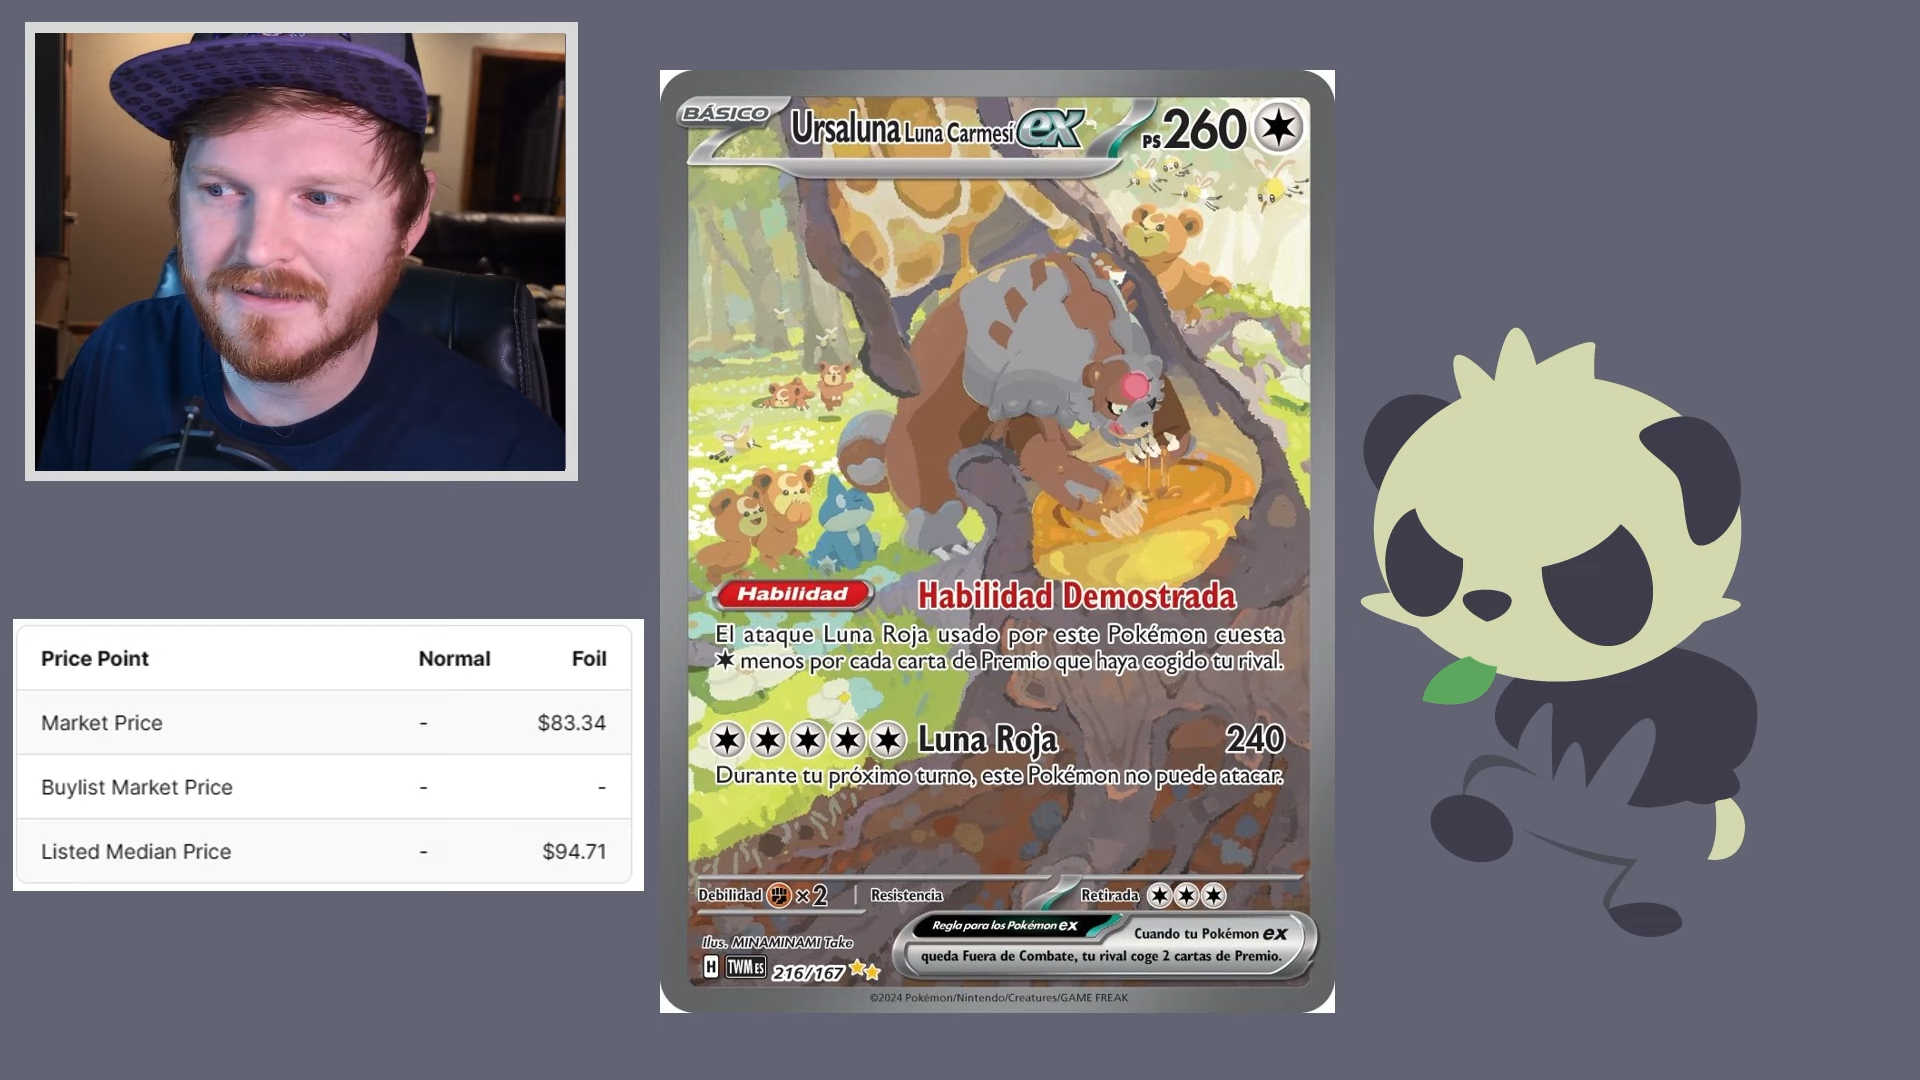 Price Point Normal Foil
Market Price - $83.34
Buylist Market Price - -
Listed Median Price - $94.71
BÁSICO Ursaluna Luna Carmesí ex PS 260
Habilidad Habilidad Demostrada
El ataque Luna Roja usado por este Pokémon cuesta
menos por cada carta de Premio que haya cogido tu rival.
Luna Roja 240
Durante tu próximo turno, este Pokémon no puede atacar.
Debilidad ×2 Resistencia Retirada
Regla para los Pokémon ex Cuando tu Pokémon ex
queda Fuera de Combate, tu rival coge 2 cartas de Premio.
Ilus. MINAMINAMI Take
H TWM ES 216/167
©2024 Pokémon/Nintendo/Creatures/GAME FREAK